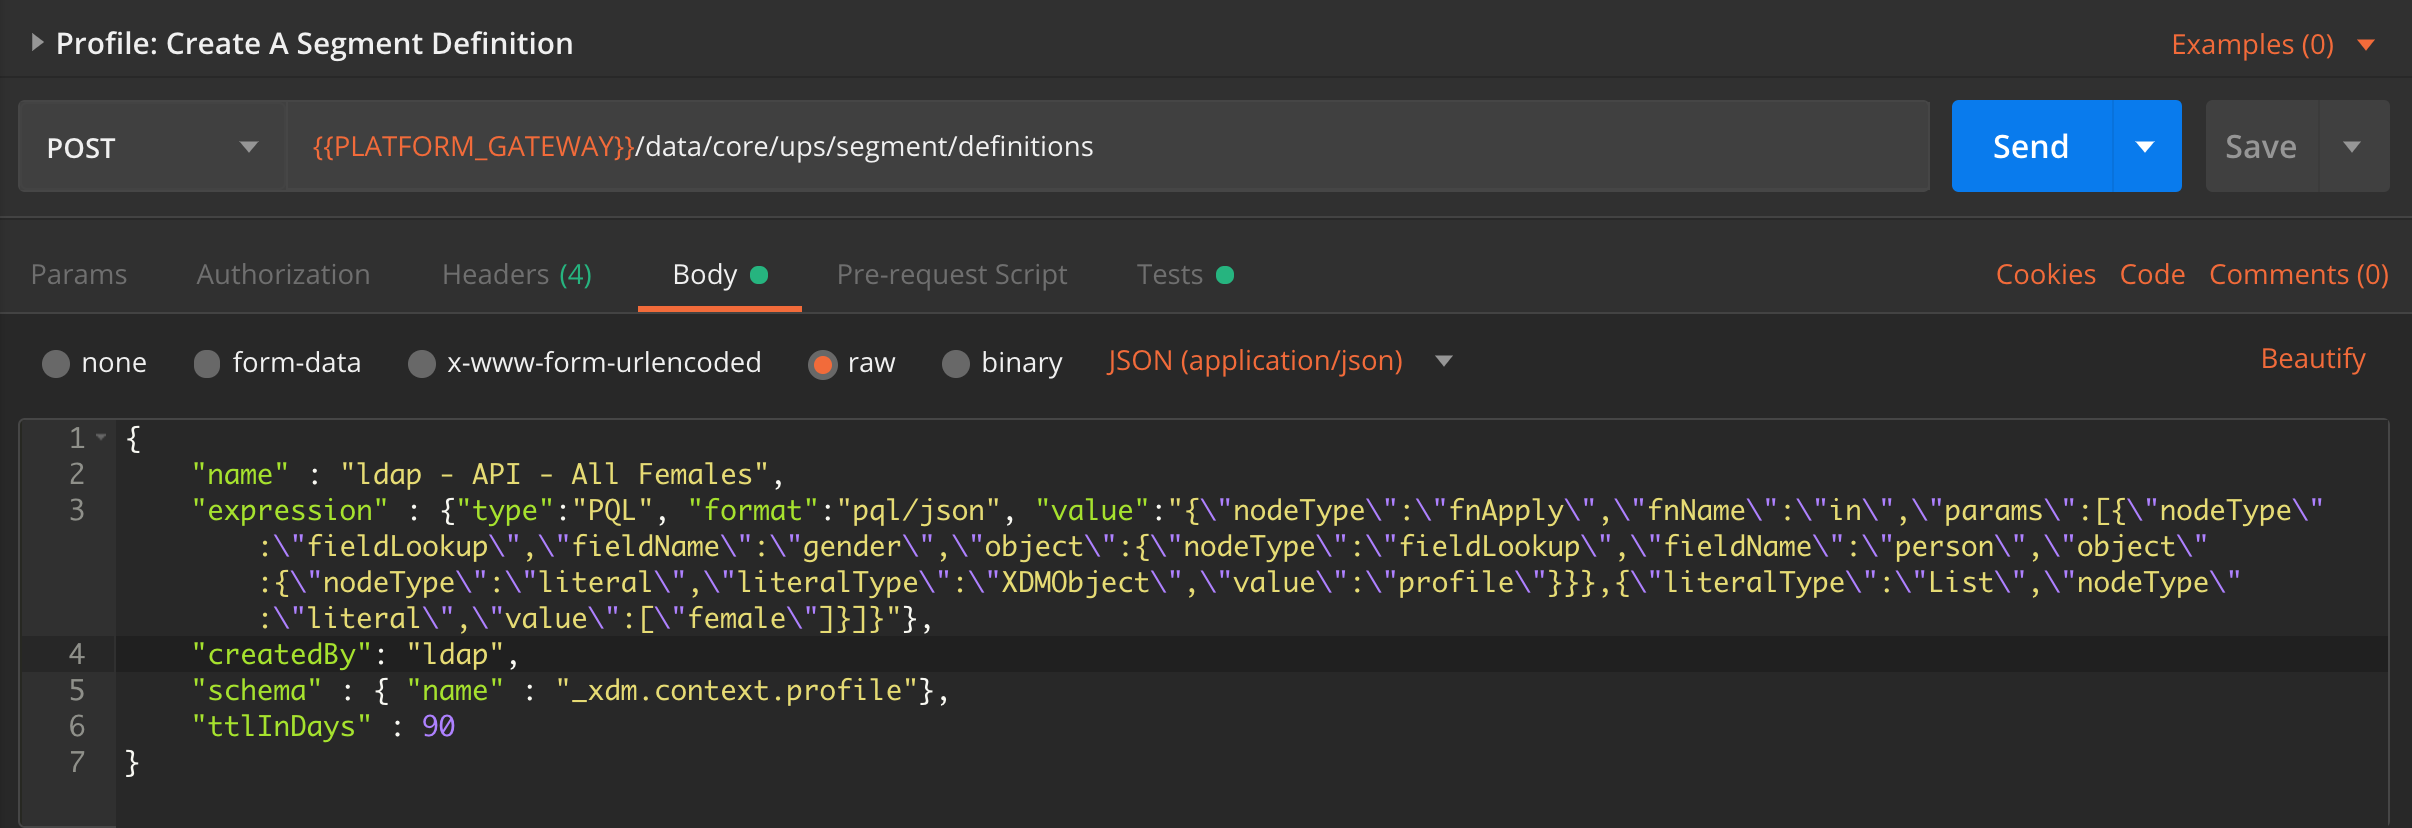 Profile: Create A Segment Definition
Examples (0)
POST
{{PLATFORM_GATEWAY}}/data/core/ups/segment/definitions
Send
Save
Params
Authorization
Headers (4)
Body
Pre-request Script
Tests
Cookies
Code
Comments (0)
none
form-data
x-www-form-urlencoded
raw
binary
JSON (application/json)
Beautify
1 {
2 "name" : "ldap - API - All Females",
3 "expression" : {"type":"PQL", "format":"pql/json", "value":"{\"nodeType\":\"fnApply\",\"fnName\":\"in\",\"params\":[{\"nodeType\"
:\"fieldLookup\",\"fieldName\":\"gender\",\"object\":{\"nodeType\":\"fieldLookup\",\"fieldName\":\"person\",\"object\"
:{\"nodeType\":\"literal\",\"literalType\":\"XDMObject\",\"value\":\"profile\"}}},{\"literalType\":\"List\",\"nodeType\"
:\"literal\",\"value\":[\"female\"]}]}"},
4 "createdBy": "ldap",
5 "schema" : { "name" : "_xdm.context.profile"},
6 "ttlInDays" : 90
7 }